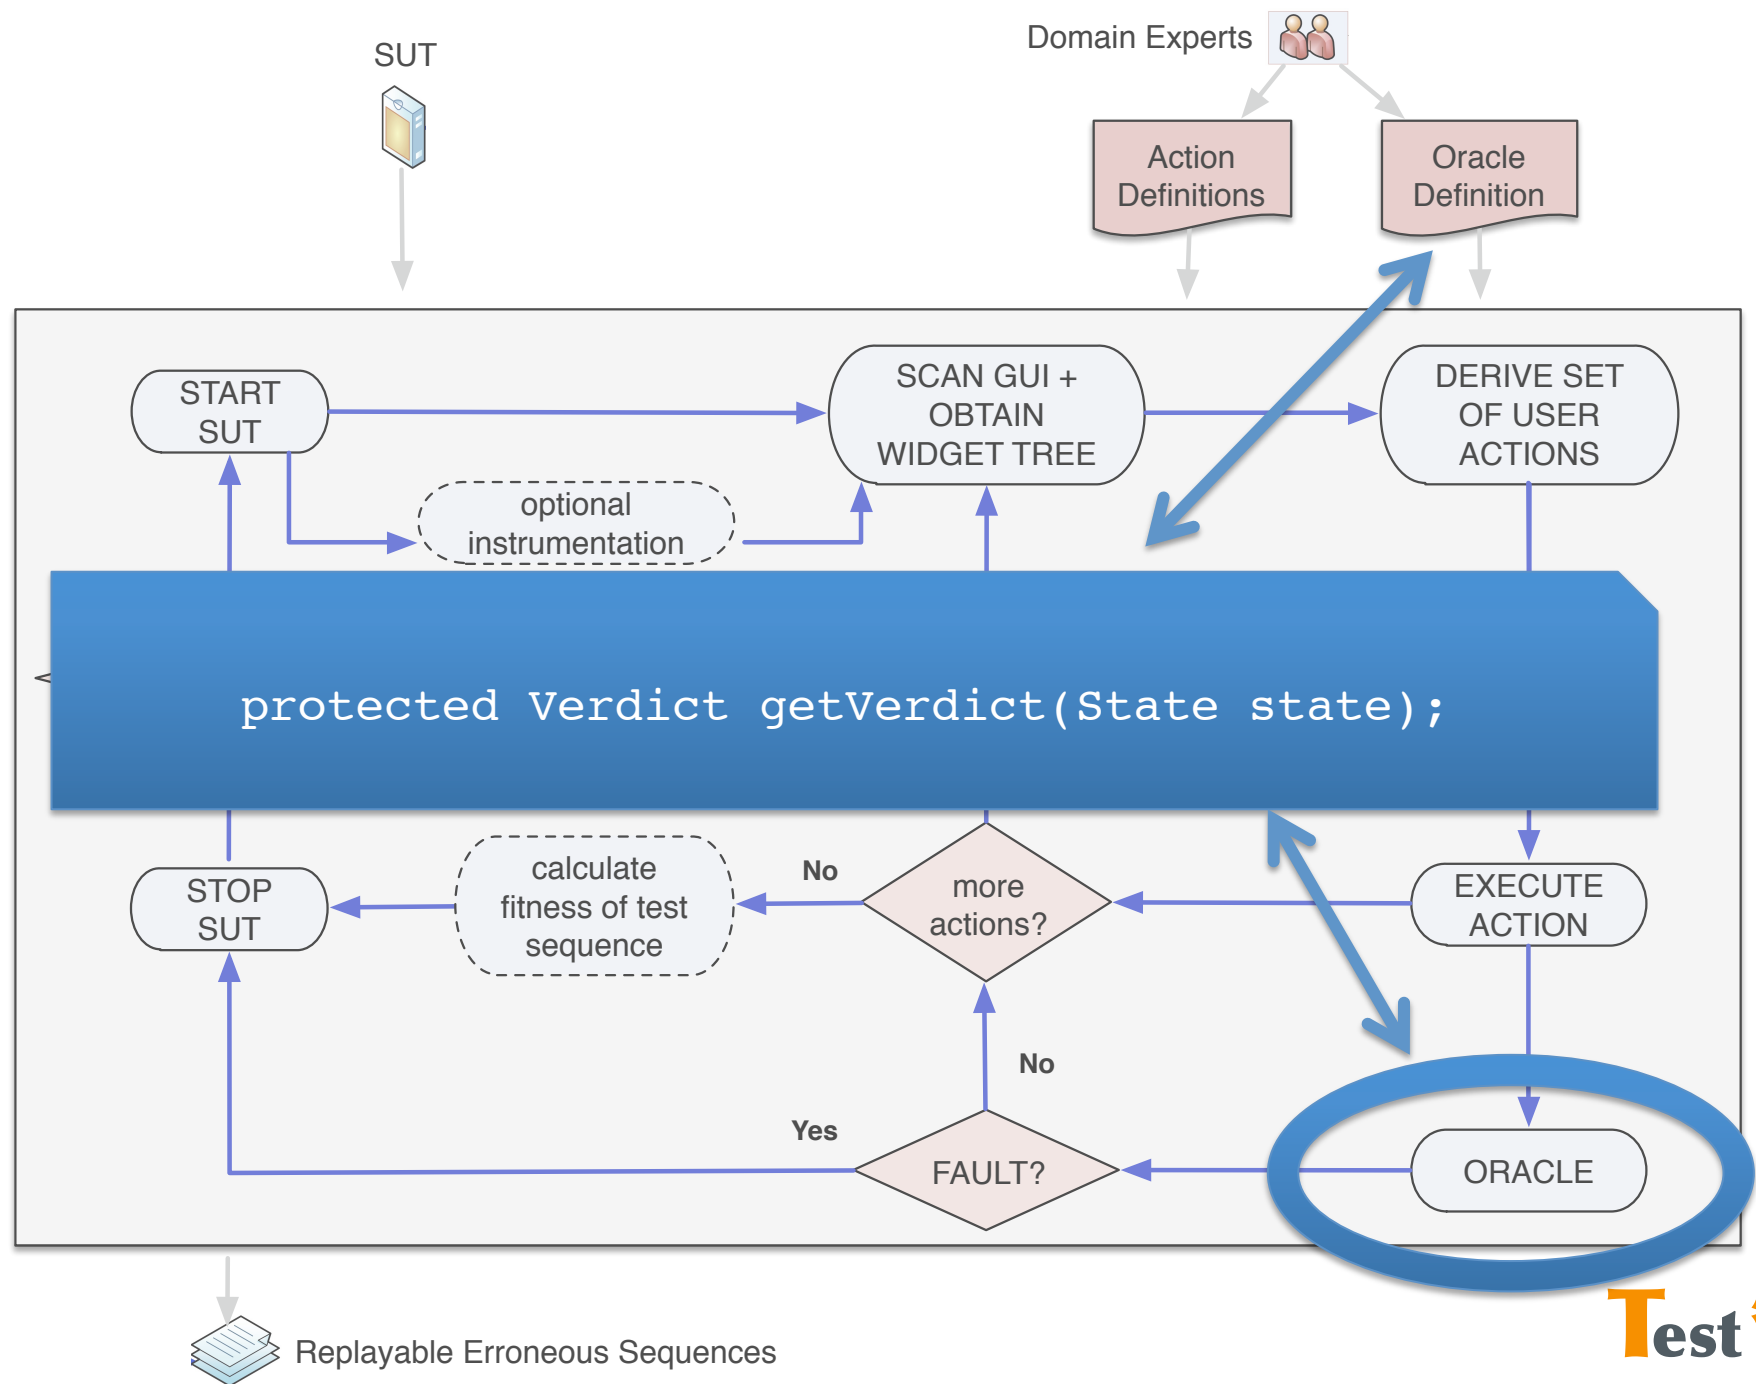 SUT
Domain Experts
Action
Definitions
Oracle
Definition
START
SUT
SCAN GUI +
OBTAIN
WIDGET TREE
DERIVE SET
OF USER
ACTIONS
optional
instrumentation
protected Verdict getVerdict(State state);
STOP
SUT
calculate
fitness of test
sequence
No
more
actions?
EXECUTE
ACTION
No
Yes
FAULT?
ORACLE
Replayable Erroneous Sequences
Test